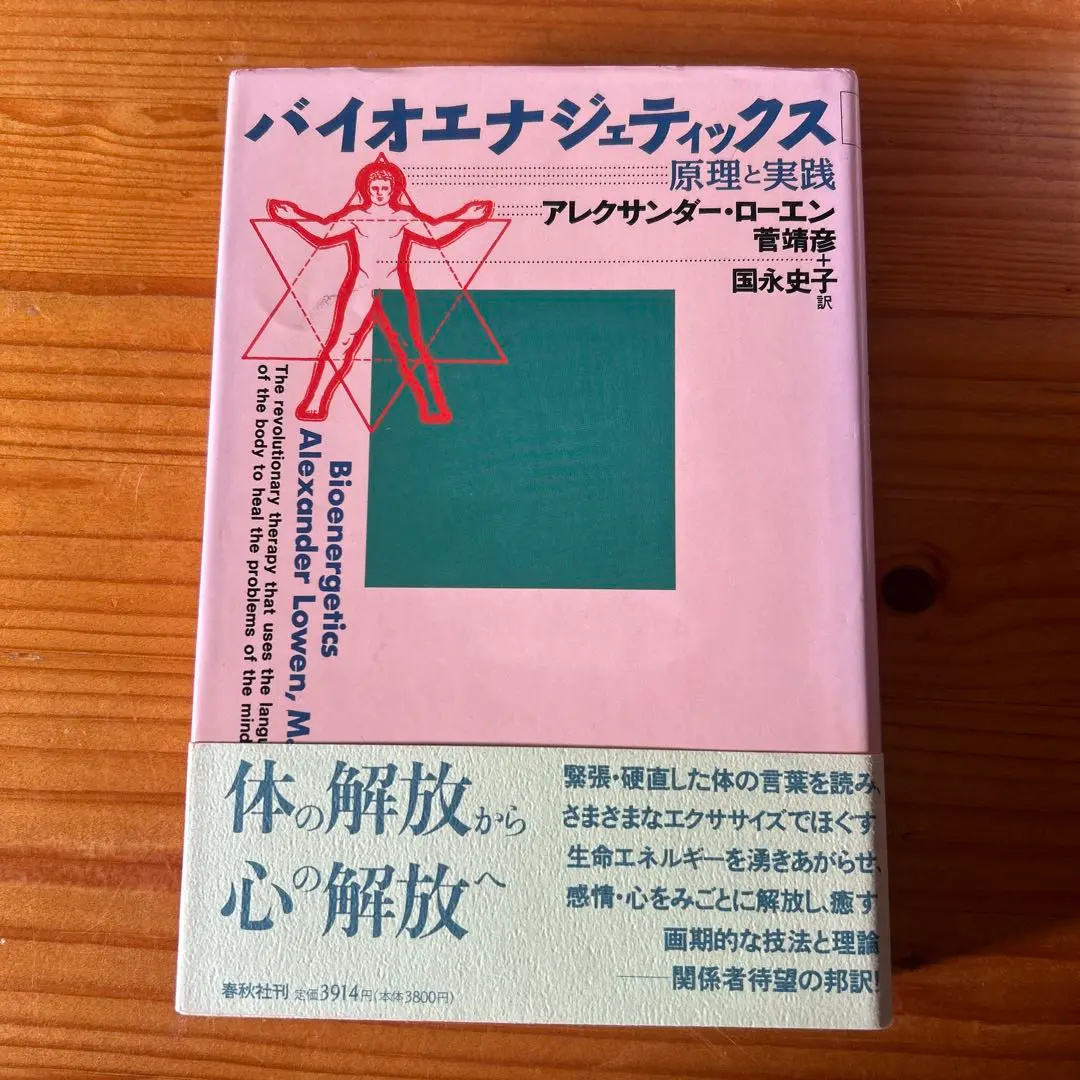 バイオエナジェティックス
原理と実践
アレクサンダー・ローエン
菅靖彦
+
国永史子
訳
Bioenergetics
Alexander Lowen, M.
The revolutionary therapy that uses the langu
of the body to heal the problems of the mind
体の解放から
心の解放へ
緊張・硬直した体の言葉を読み、
さまざまなエクササイズでほぐす
生命エネルギーを湧きあがらせ、
感情・心をみごとに解放し、癒す
画期的な技法と理論
──関係者待望の邦訳!
春秋社刊 定価3914円(本体3800円)